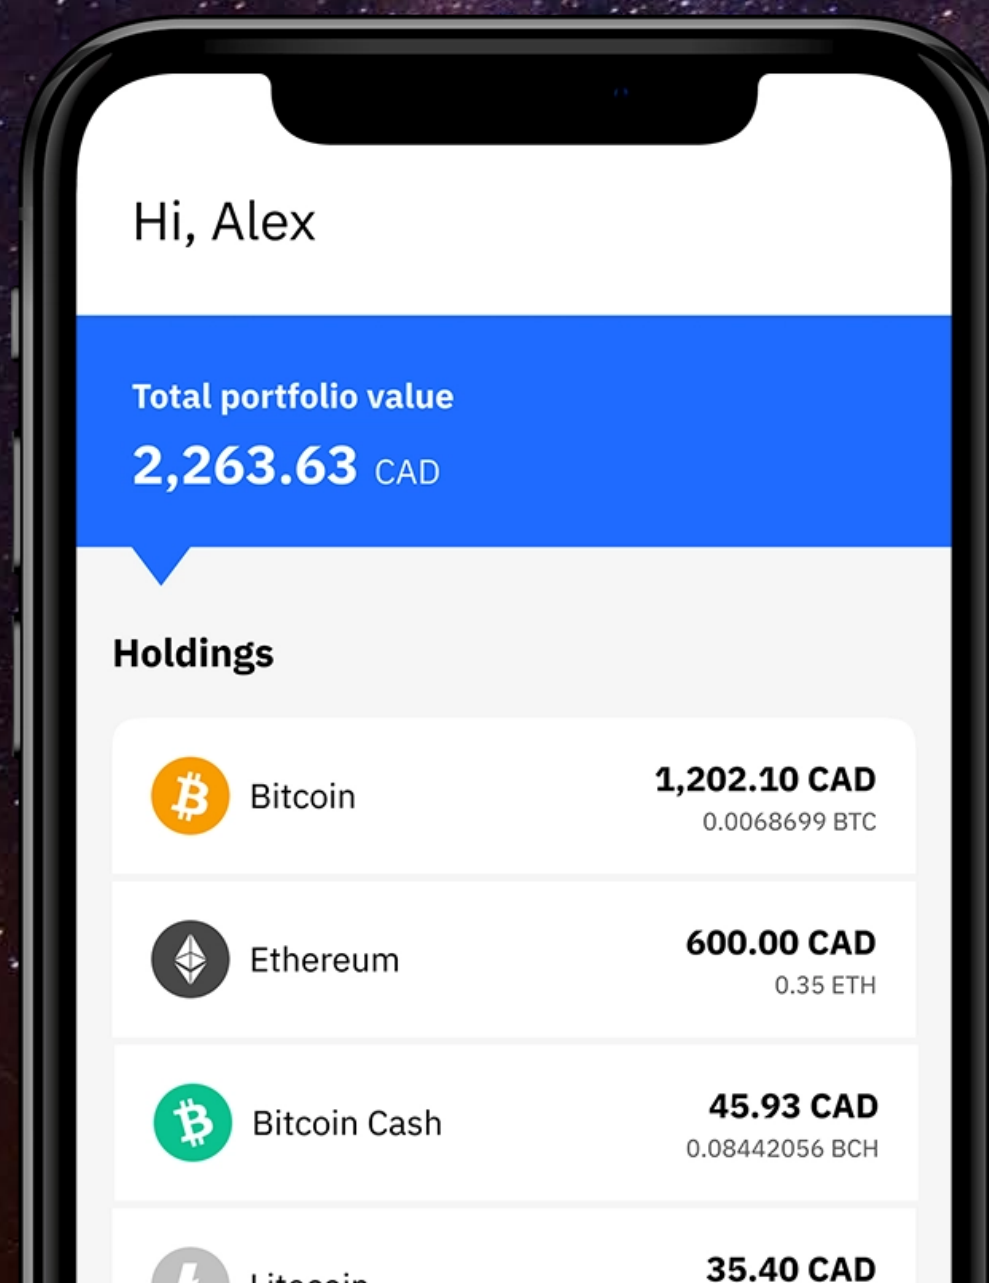 Hi, Alex
Total portfolio value
2,263.63 CAD
Holdings
Bitcoin
1,202.10 CAD
0.0068699 BTC
Ethereum
600.00 CAD
0.35 ETH
Bitcoin Cash
45.93 CAD
0.08442056 BCH
Litecoin
35.40 CAD